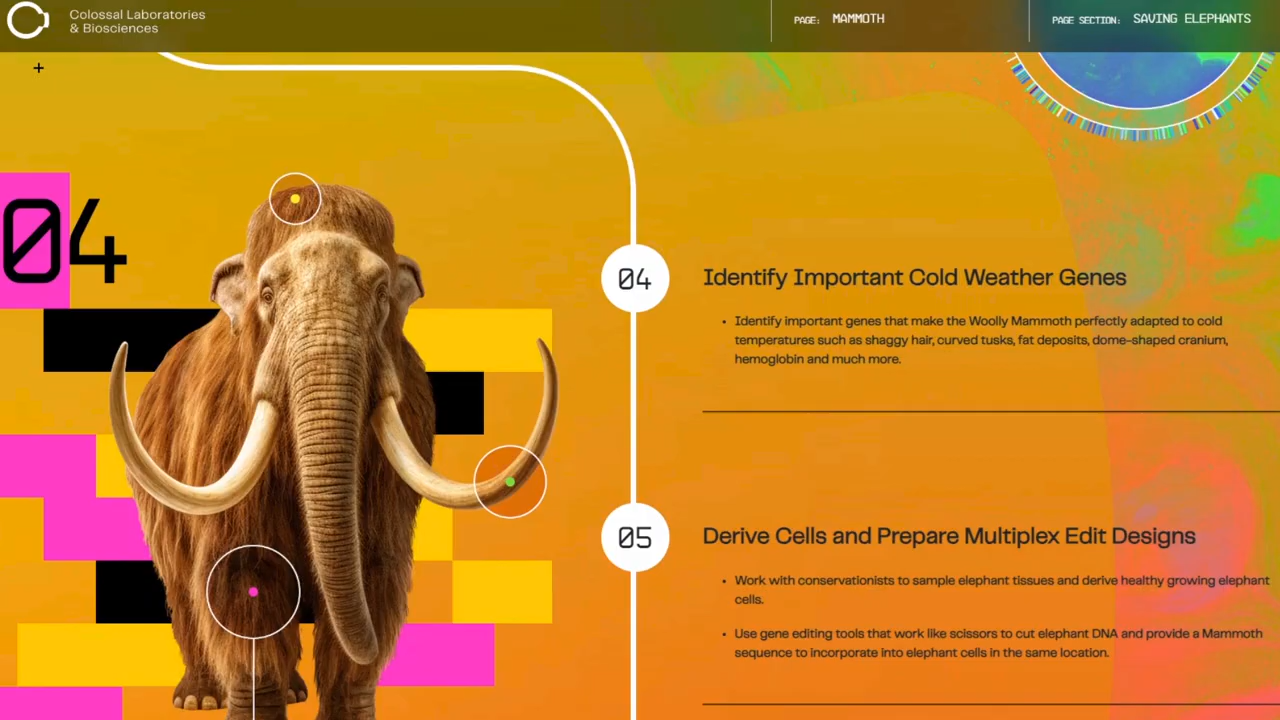 Colossal Laboratories
& Biosciences
PAGE: MAMMOTH
PAGE SECTION: SAVING ELEPHANTS
04
04
Identify Important Cold Weather Genes
• Identify important genes that make the Woolly Mammoth perfectly adapted to cold
temperatures such as shaggy hair, curved tusks, fat deposits, dome-shaped cranium,
hemoglobin and much more.
05
Derive Cells and Prepare Multiplex Edit Designs
• Work with conservationists to sample elephant tissues and derive healthy growing elephant
cells.
• Use gene editing tools that work like scissors to cut elephant DNA and provide a Mammoth
sequence to incorporate into elephant cells in the same location.